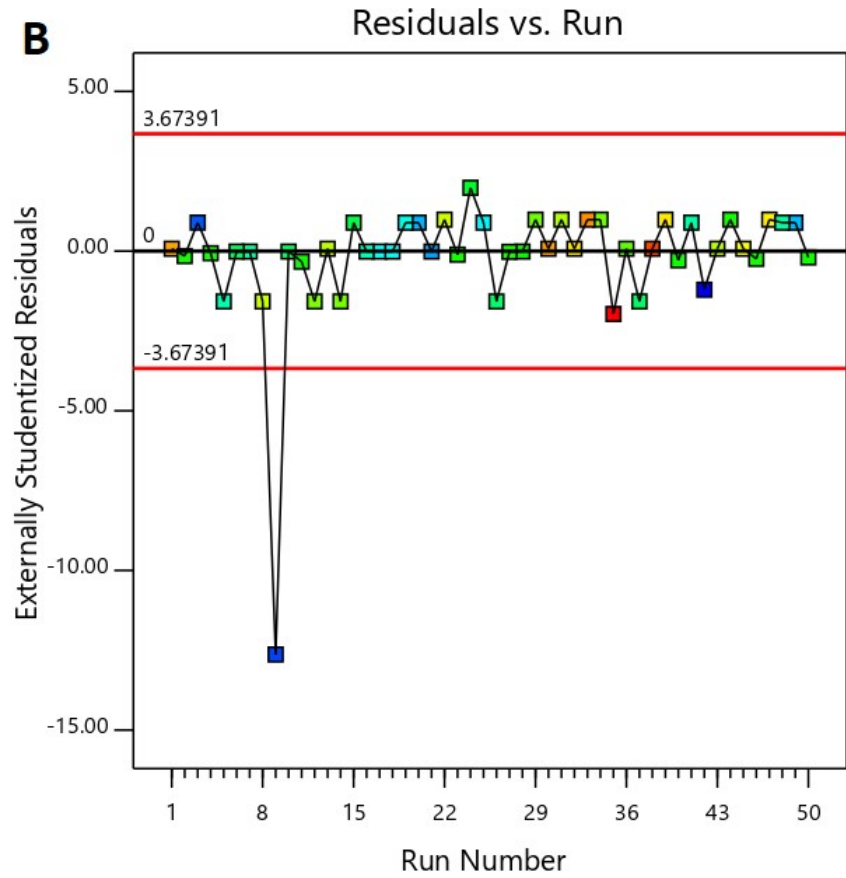 B
Residuals vs. Run
Externally Studentized Residuals
5.00
3.67391
0
0.00
-3.67391
-5.00
-10.00
-15.00
1 8 15 22 29 36 43 50
Run Number